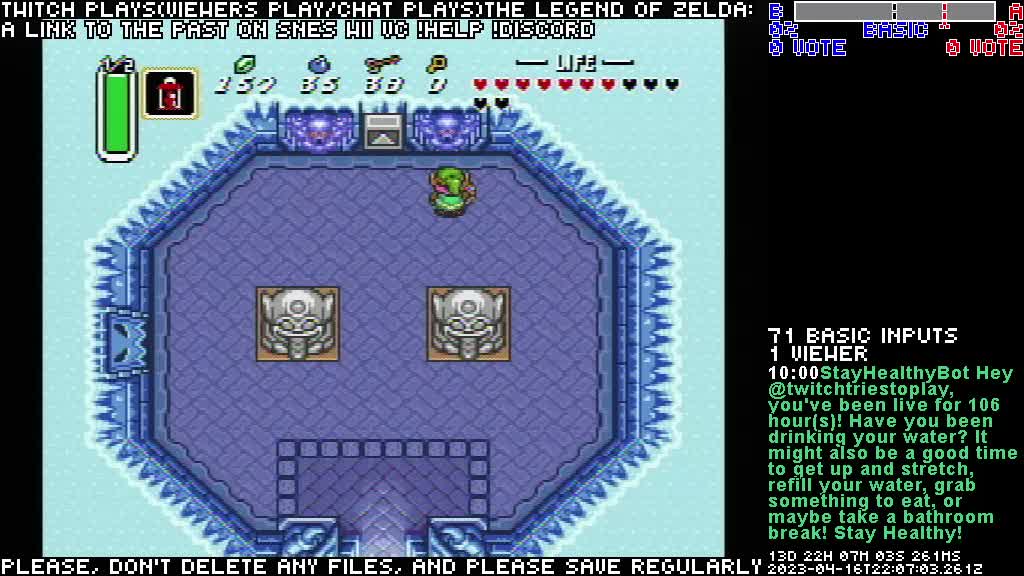 TWITCH PLAYS(VIEWERS PLAY/CHAT PLAYS)THE LEGEND OF ZELDA:
A LINK TO THE PAST ON SNES WII VC !HELP !DISCORD
B A
0% BASIC 0%
0 VOTE 0 VOTE
1/2
157 85 30 0
LIFE
71 BASIC INPUTS
1 VIEWER
10:00StayHealthyBot Hey
@twitchtriestoplay,
you've been live for 106
hour(s)! Have you been
drinking your water? It
might also be a good time
to get up and stretch,
refill your water, grab
something to eat, or
maybe take a bathroom
break! Stay Healthy!
13D 22H 07M 03S 261MS
2023-04-16T22:07:03.261Z
PLEASE, DON'T DELETE ANY FILES, AND PLEASE SAVE REGULARLY